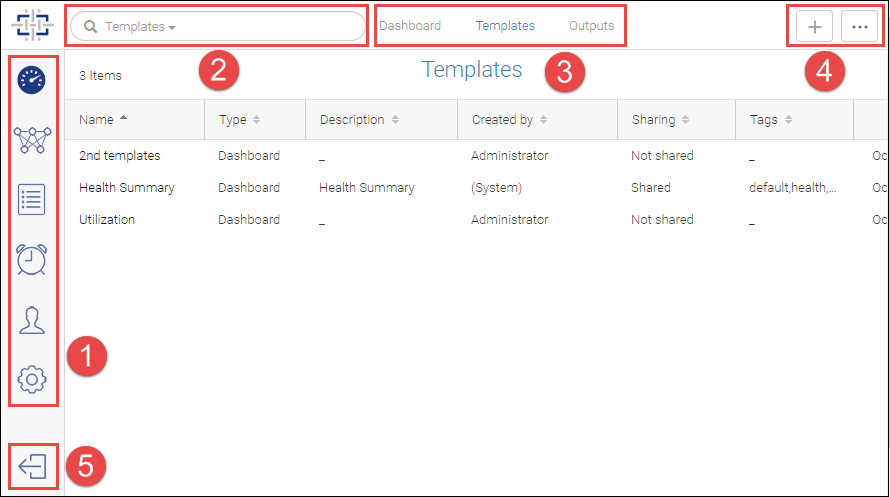 Templates
Dashboard Templates Outputs
2 3 4
3 Items
Templates
Name Type Description Created by Sharing Tags
2nd templates Dashboard _ Administrator Not shared _ Oc
Health Summary Dashboard Health Summary (System) Shared default,health,... Oc
Utilization Dashboard _ Administrator Not shared _ Oc
1
5